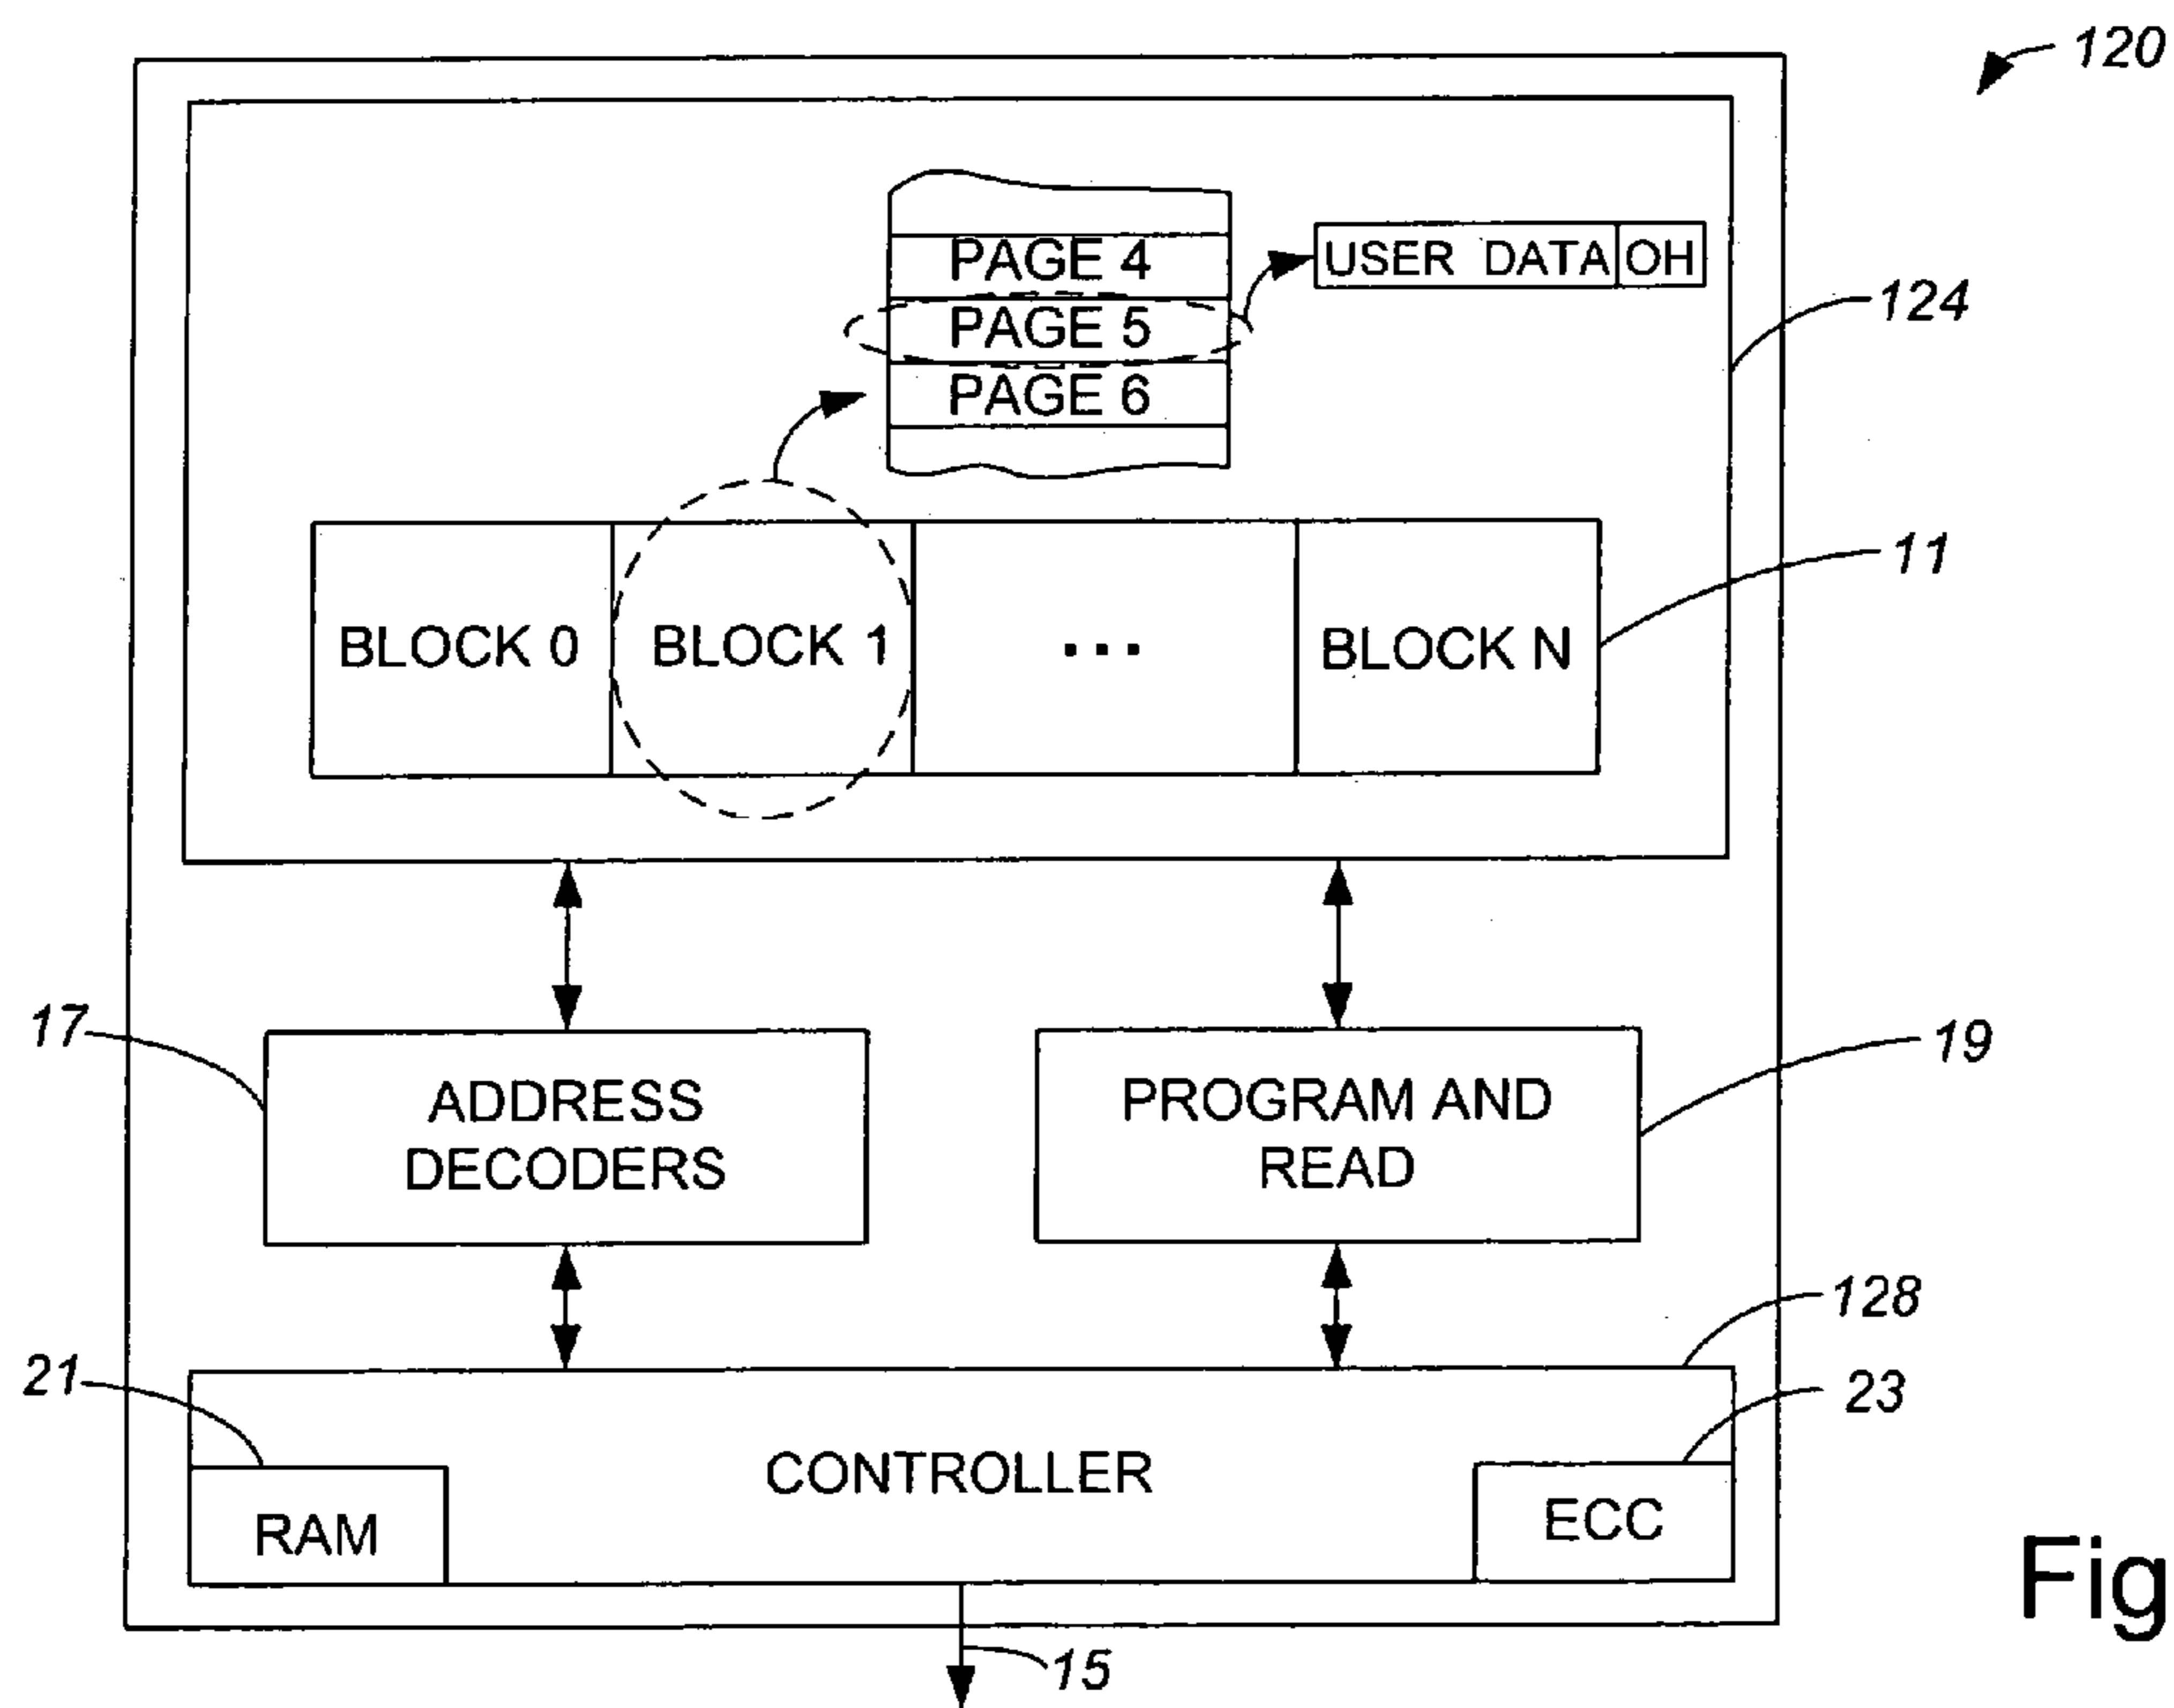 120
PAGE 4
USER DATA OH
124
PAGE 5
PAGE 6
11
BLOCK 0 BLOCK 1 ... BLOCK N
17
19
ADDRESS
DECODERS
PROGRAM AND
READ
128
21
23
CONTROLLER
RAM
ECC
Fig
15